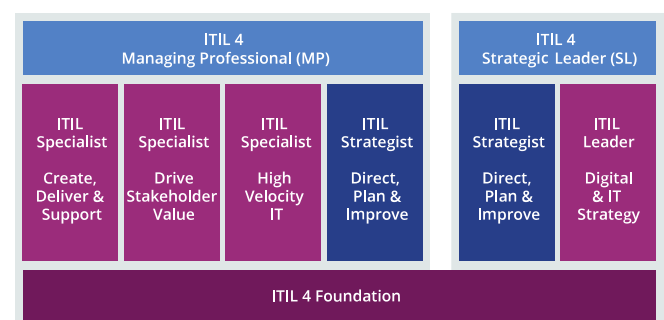 ITIL 4
Managing Professional (MP)
ITIL 4
Strategic Leader (SL)
ITIL
Specialist
Create,
Deliver &
Support
ITIL
Specialist
Drive
Stakeholder
Value
ITIL
Specialist
High
Velocity
IT
ITIL
Strategist
Direct,
Plan &
Improve
ITIL
Strategist
Direct,
Plan &
Improve
ITIL
Leader
Digital
& IT
Strategy
ITIL 4 Foundation